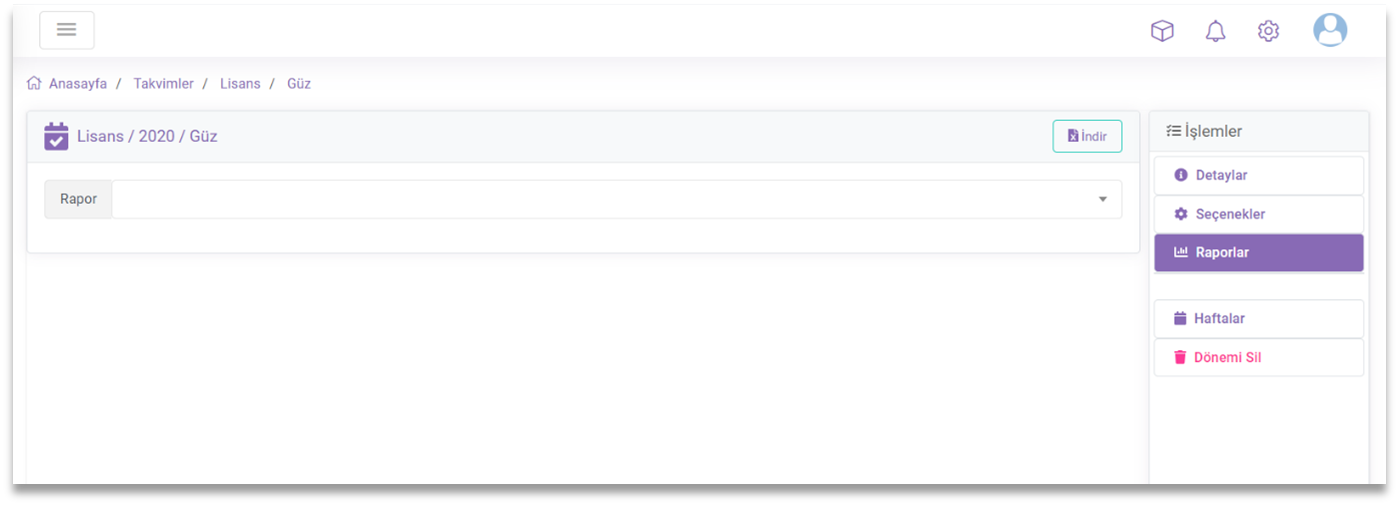 Anasayfa / Takvimler / Lisans / Güz
Lisans / 2020 / Güz
İndir
Rapor
İşlemler
Detaylar
Seçenekler
Raporlar
Haftalar
Dönemi Sil